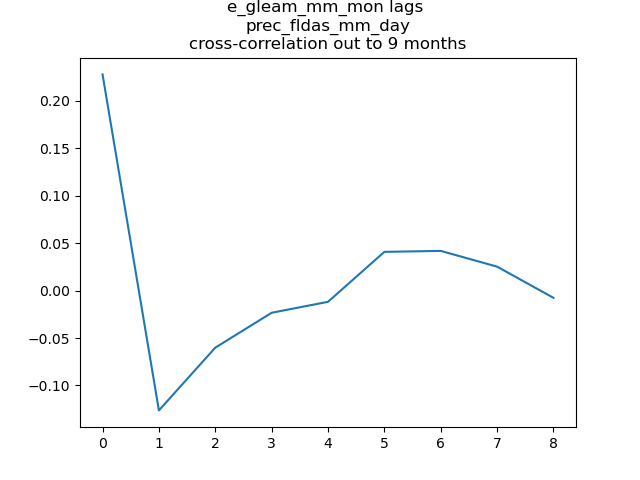 e_gleam_mm_mon lags
prec_fldas_mm_day
cross-correlation out to 9 months
0.20
0.15
0.10
0.05
0.00
−0.05
−0.10
0 1 2 3 4 5 6 7 8